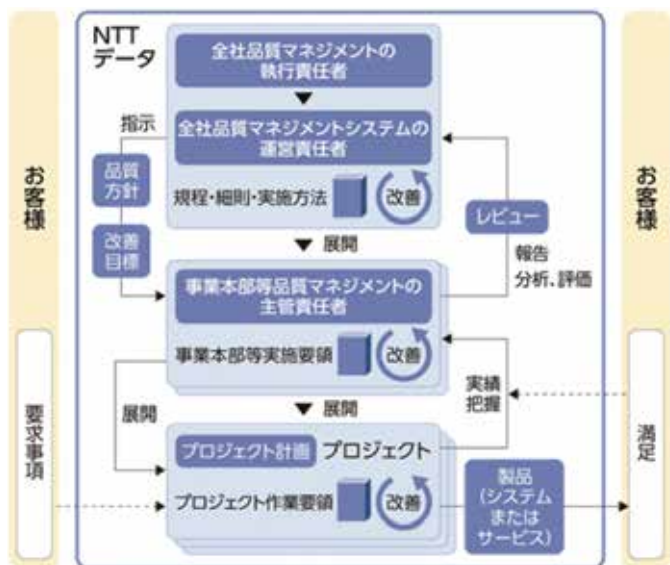 NTT
データ
全社品質マネジメントの
執行責任者
▼
指示
全社品質マネジメントシステムの
運営責任者
お客様
品質
方針
規程・細則・実施方法
改善
レビュー
お客様
改善
目標
▼ 展開
報告
分析、評価
事業本部等品質マネジメントの
主管責任者
事業本部等実施要領
改善
要求事項
展開
▼ 展開
実績
把握
満足
プロジェクト計画
プロジェクト
プロジェクト作業要領
改善
製品
(システム
または
サービス)